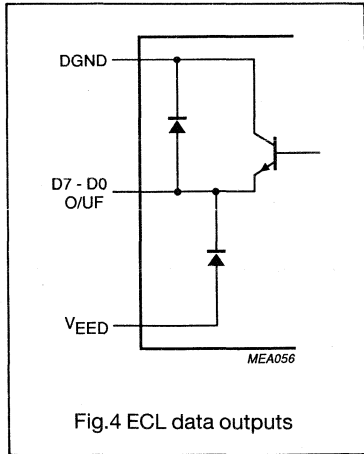 DGND
D7 - D0
O/UF
VEED
MEA056
Fig.4 ECL data outputs